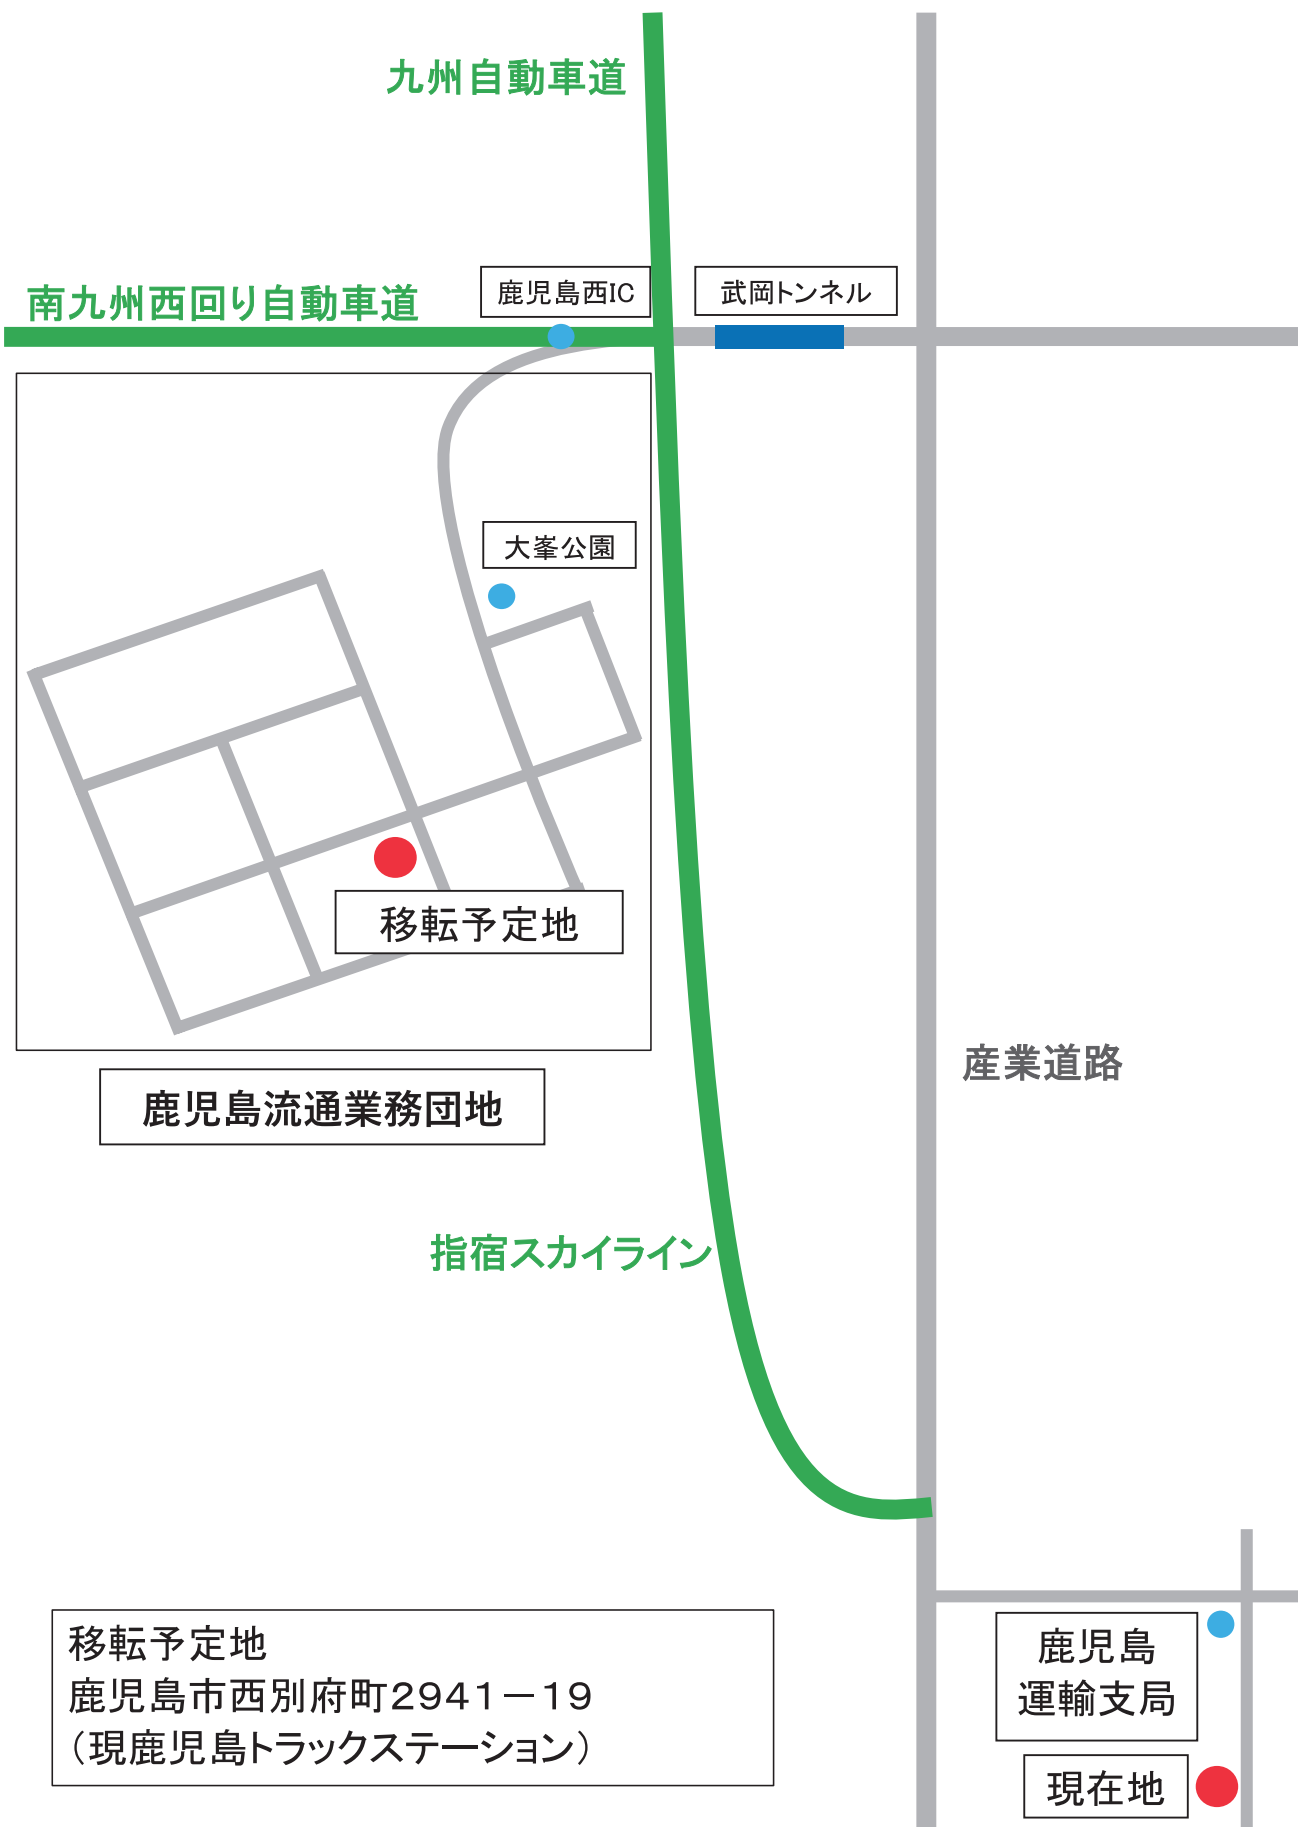 九州自動車道
南九州西回り自動車道
鹿児島西IC
武岡トンネル
大峯公園
移転予定地
鹿児島流通業務団地
産業道路
指宿スカイライン
移転予定地
鹿児島市西別府町2941－19
（現鹿児島トラックステーション）
鹿児島
運輸支局
現在地